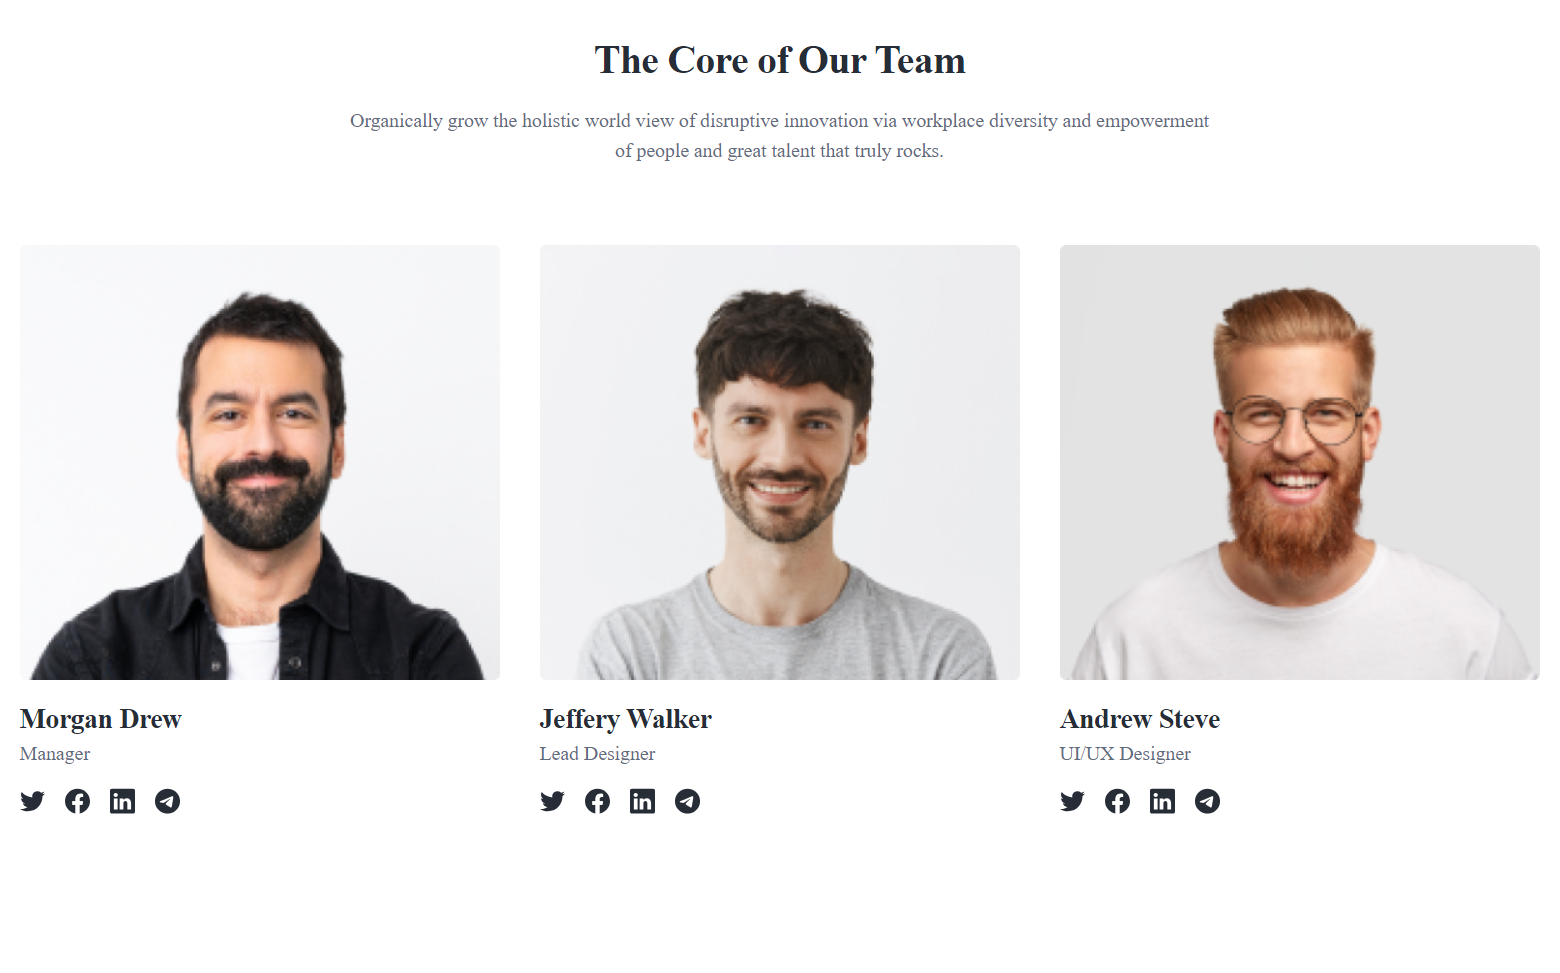 The Core of Our Team
Organically grow the holistic world view of disruptive innovation via workplace diversity and empowerment
of people and great talent that truly rocks.
Morgan Drew
Manager
Jeffery Walker
Lead Designer
Andrew Steve
UI/UX Designer